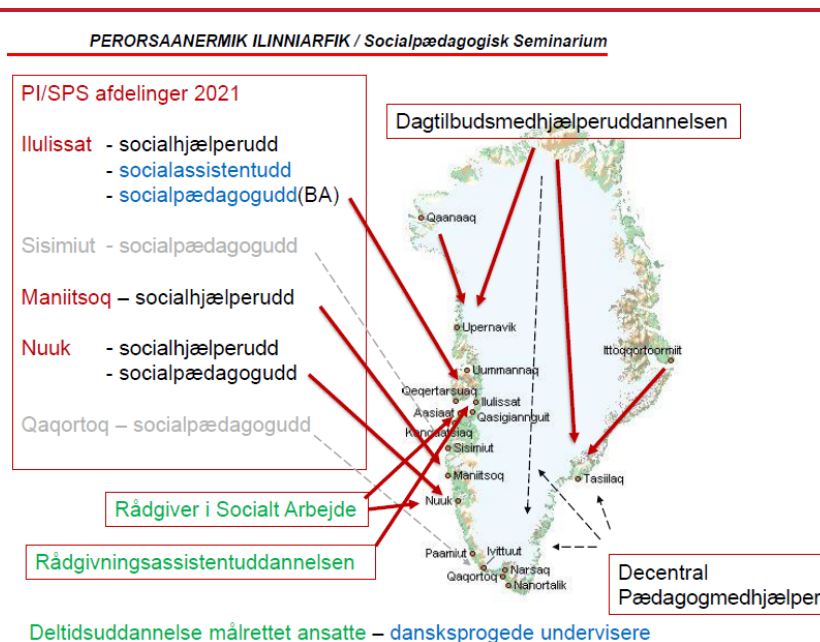 PERORSAANERMIK ILINNIARFIK / Socialpædagogisk Seminarium
PI/SPS afdelinger 2021
Ilulissat - socialhjælperudd
- socialassistentudd
- socialpædagogudd(BA)
Sisimiut - socialpædagogudd
Maniitsoq – socialhjælperudd
Nuuk - socialhjælperudd
- socialpædagogudd
Qaqortoq – socialpædagogudd
Dagtilbudsmedhjælperuddannelsen
Qaanaaq
Upernavik
Ittoqqortoormiit
Uummannaq
Qeqertarsuaq
Ilulissat
Aasiaat
Qasigiannguit
Kangaatsiaq
Sisimiut
Maniitsoq
Tasiilaq
Nuuk
Rådgiver i Socialt Arbejde
Rådgivningsassistentuddannelsen
Paamiut
Ivittuut
Narsaq
Qaqortoq
Nanortalik
Decentral
Pædagogmedhjælper
Deltidsuddannelse målrettet ansatte – dansksprogede undervisere